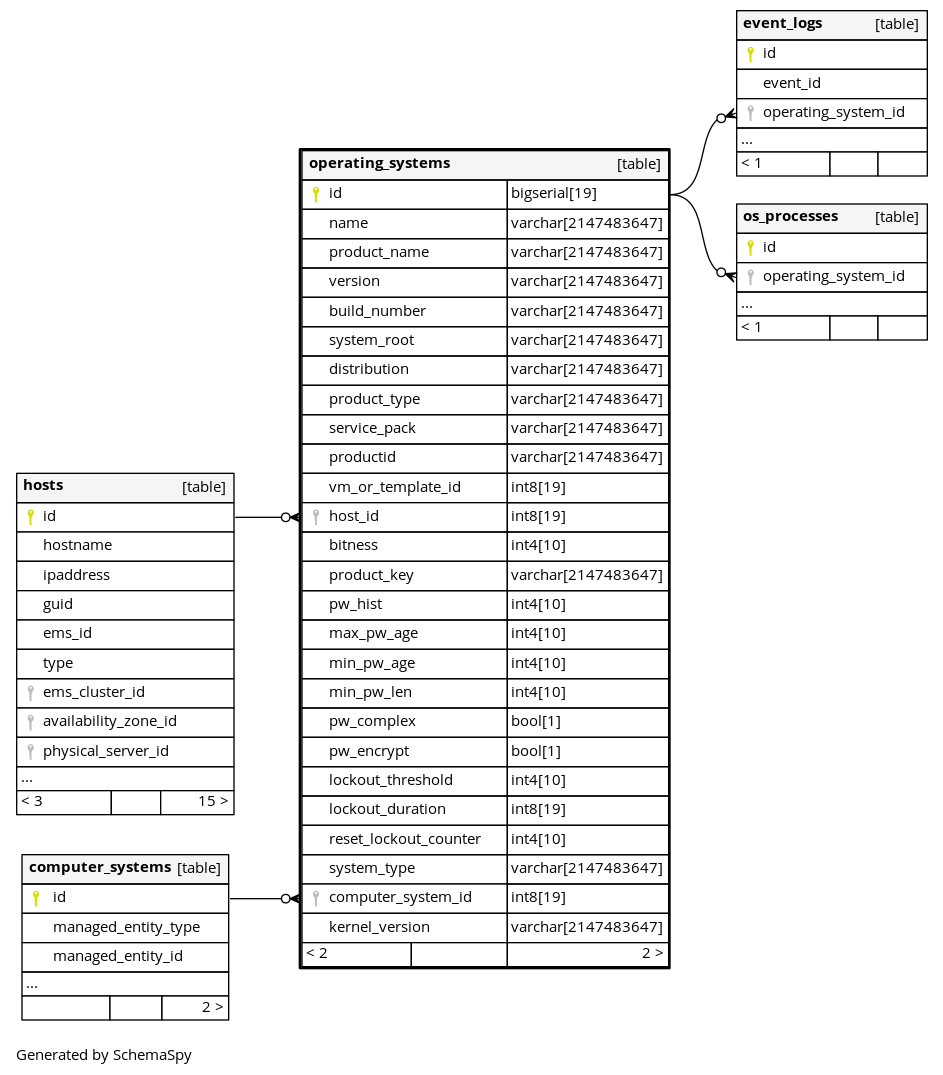 event_logs [table]
id
event_id
operating_system_id
...
< 1
operating_systems [table]
id bigserial[19]
name varchar[2147483647]
product_name varchar[2147483647]
version varchar[2147483647]
build_number varchar[2147483647]
system_root varchar[2147483647]
distribution varchar[2147483647]
product_type varchar[2147483647]
service_pack varchar[2147483647]
productid varchar[2147483647]
vm_or_template_id int8[19]
host_id int8[19]
bitness int4[10]
product_key varchar[2147483647]
pw_hist int4[10]
max_pw_age int4[10]
min_pw_age int4[10]
min_pw_len int4[10]
pw_complex bool[1]
pw_encrypt bool[1]
lockout_threshold int4[10]
lockout_duration int8[19]
reset_lockout_counter int4[10]
system_type varchar[2147483647]
computer_system_id int8[19]
kernel_version varchar[2147483647]
< 2 2 >
os_processes [table]
id
operating_system_id
...
< 1
hosts [table]
id
hostname
ipaddress
guid
ems_id
type
ems_cluster_id
availability_zone_id
physical_server_id
...
< 3 15 >
computer_systems [table]
id
managed_entity_type
managed_entity_id
...
2 >
Generated by SchemaSpy